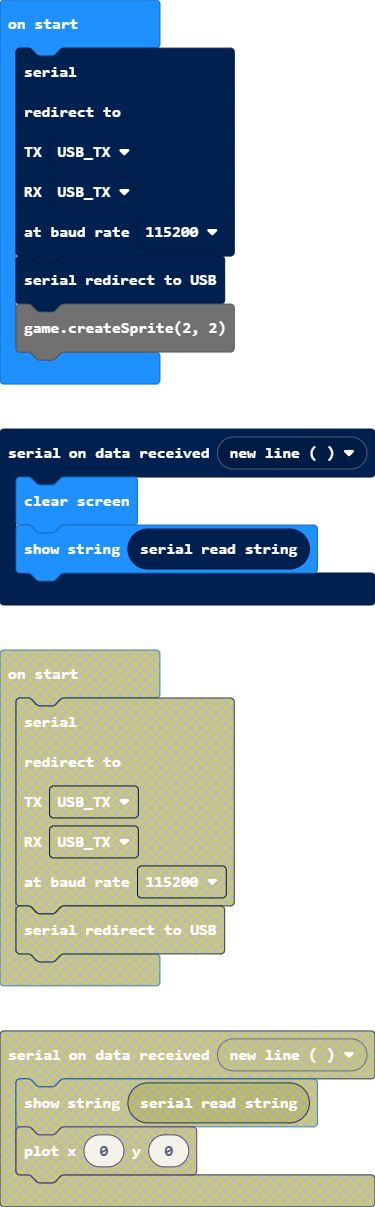 on start
serial
redirect to
TX USB_TX
RX USB_TX
at baud rate 115200
serial redirect to USB
game.createSprite(2, 2)
serial on data received new line ( )
clear screen
show string serial read string
on start
serial
redirect to
TX USB_TX
RX USB_TX
at baud rate 115200
serial redirect to USB
serial on data received new line ( )
show string serial read string
plot x 0 y 0